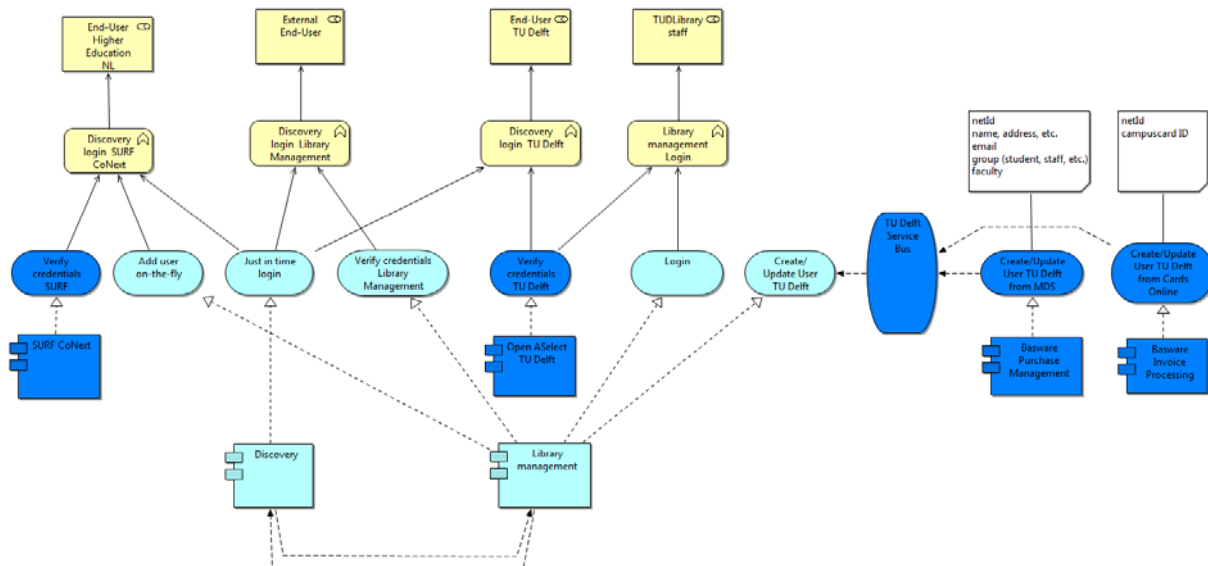 End-User
Higher
Education
NL
External
End-User
End-User
TU Delft
TUDLibrary
staff
Discovery
login SURF
CoNext
Discovery
login Library
Management
Discovery
login TU Delft
Library
management
Login
netId
name, address, etc.
email
group (student, staff, etc.)
faculty
netId
campuscard ID
Verify
credentials
SURF
Add user
on-the-fly
Just in time
login
Verify credentials
Library
Management
Verify
credentials
TU Delft
Login
Create/
Update User
TU Delft
TU Delft
Service
Bus
Create/Update
User TU Delft
from MDS
Create/Update
User TU Delft
from Cards
Online
SURF CoNext
Open ASelect
TU Delft
Basware
Purchase
Management
Basware
Invoice
Processing
Discovery
Library
management